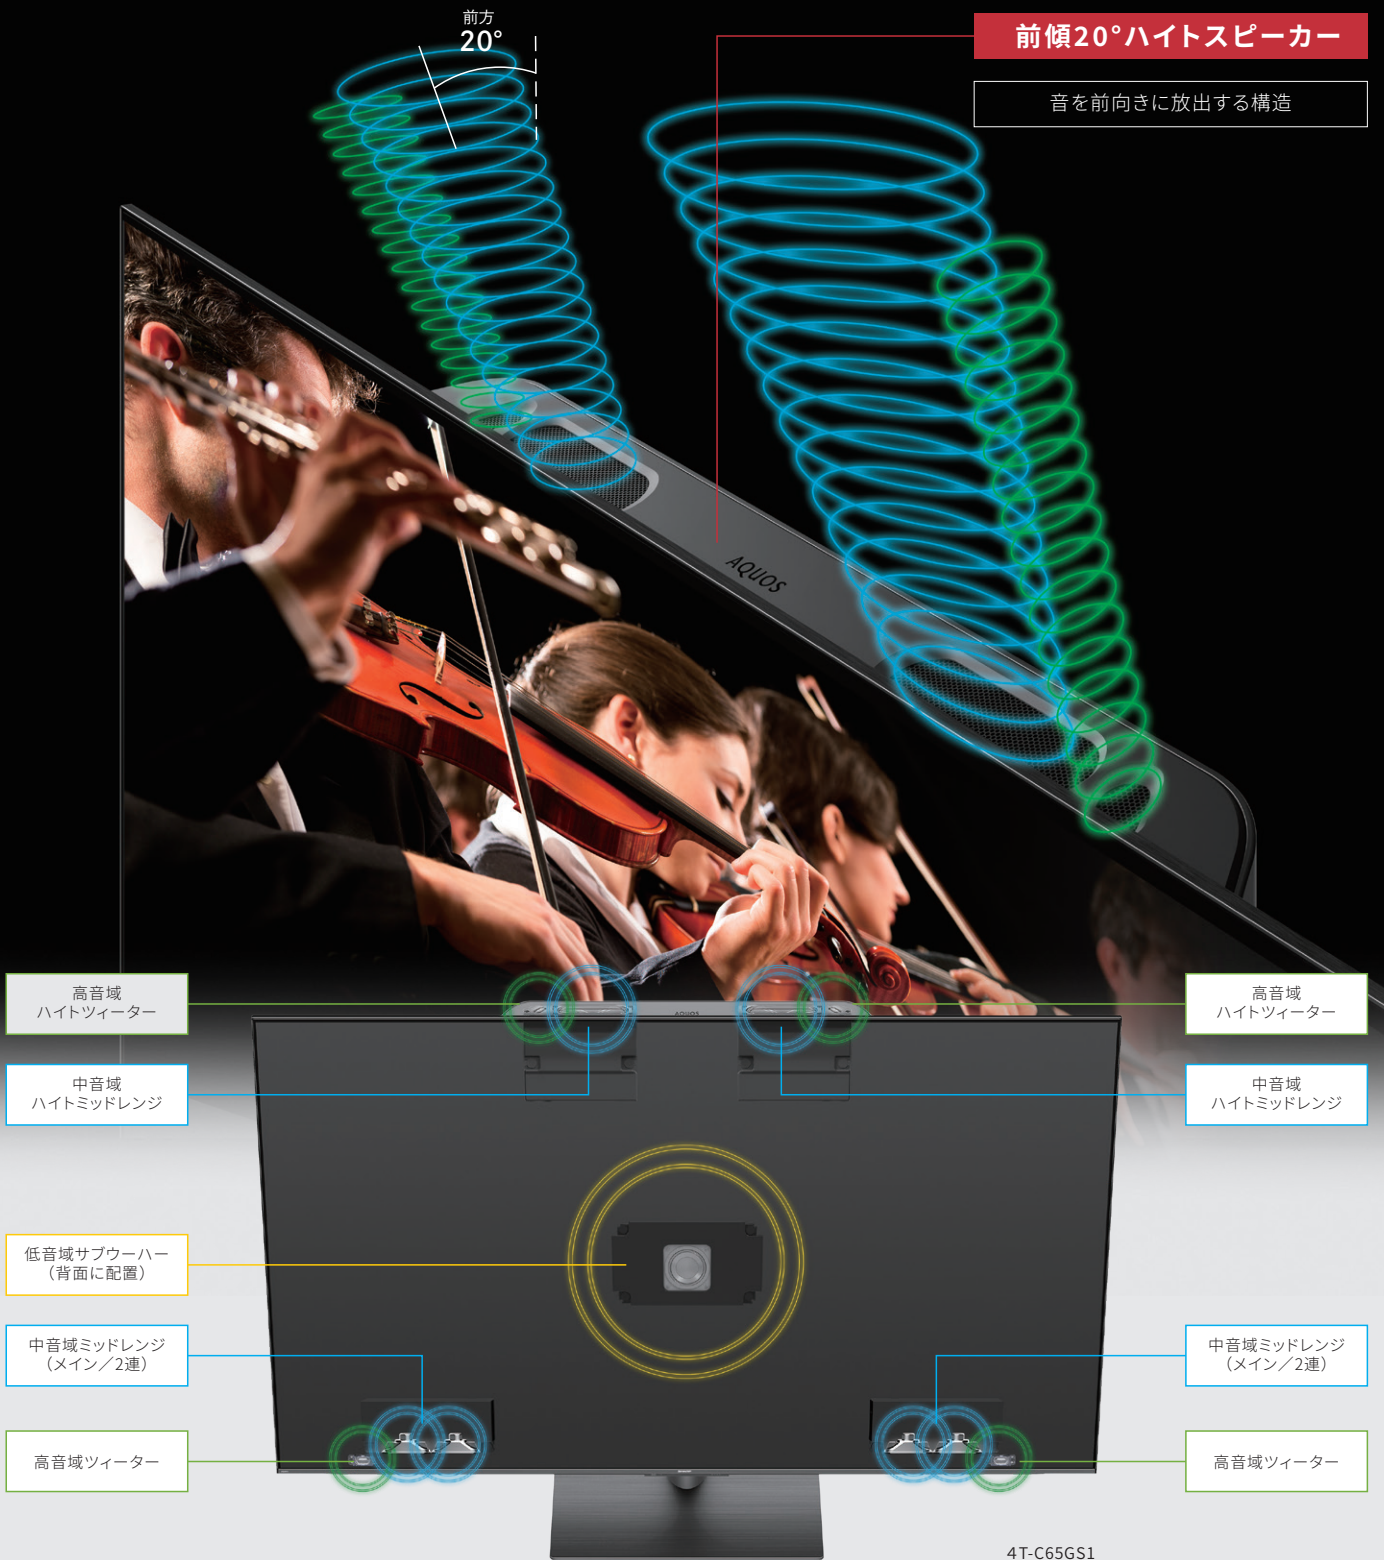 前方
20°
前傾20°ハイトスピーカー
音を前向きに放出する構造
AQUOS
高音域
ハイトツィーター
高音域
ハイトツィーター
AQUOS
中音域
ハイトミッドレンジ
中音域
ハイトミッドレンジ
低音域サブウーハー
（背面に配置）
中音域ミッドレンジ
（メイン／2連）
中音域ミッドレンジ
（メイン／2連）
高音域ツィーター
高音域ツィーター
4T-C65GS1